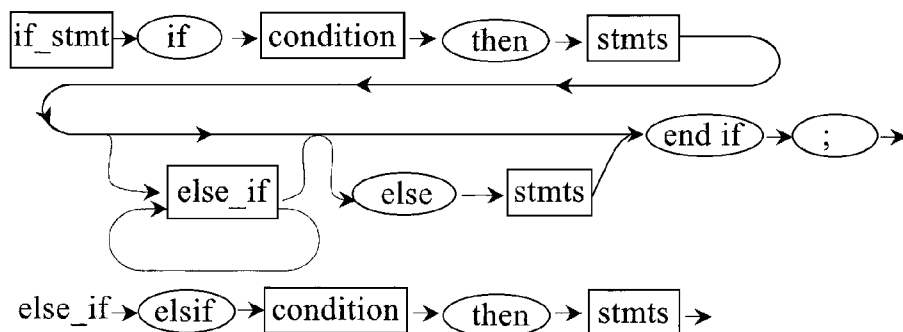 if_stmt if condition then stmts
end if ;
else_if else stmts
else_if elsif condition then stmts